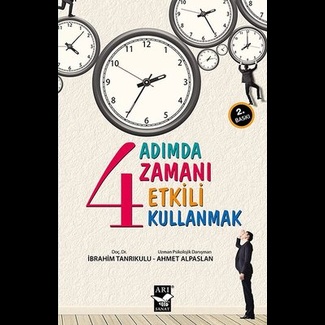 2.
BASKI
4 ADIMDA
ZAMANI
ETKİLİ
KULLANMAK
Doç. Dr.
İBRAHİM TANRIKULU - Uzman Psikolojik Danışman AHMET ALPASLAN
ARI
SANAT